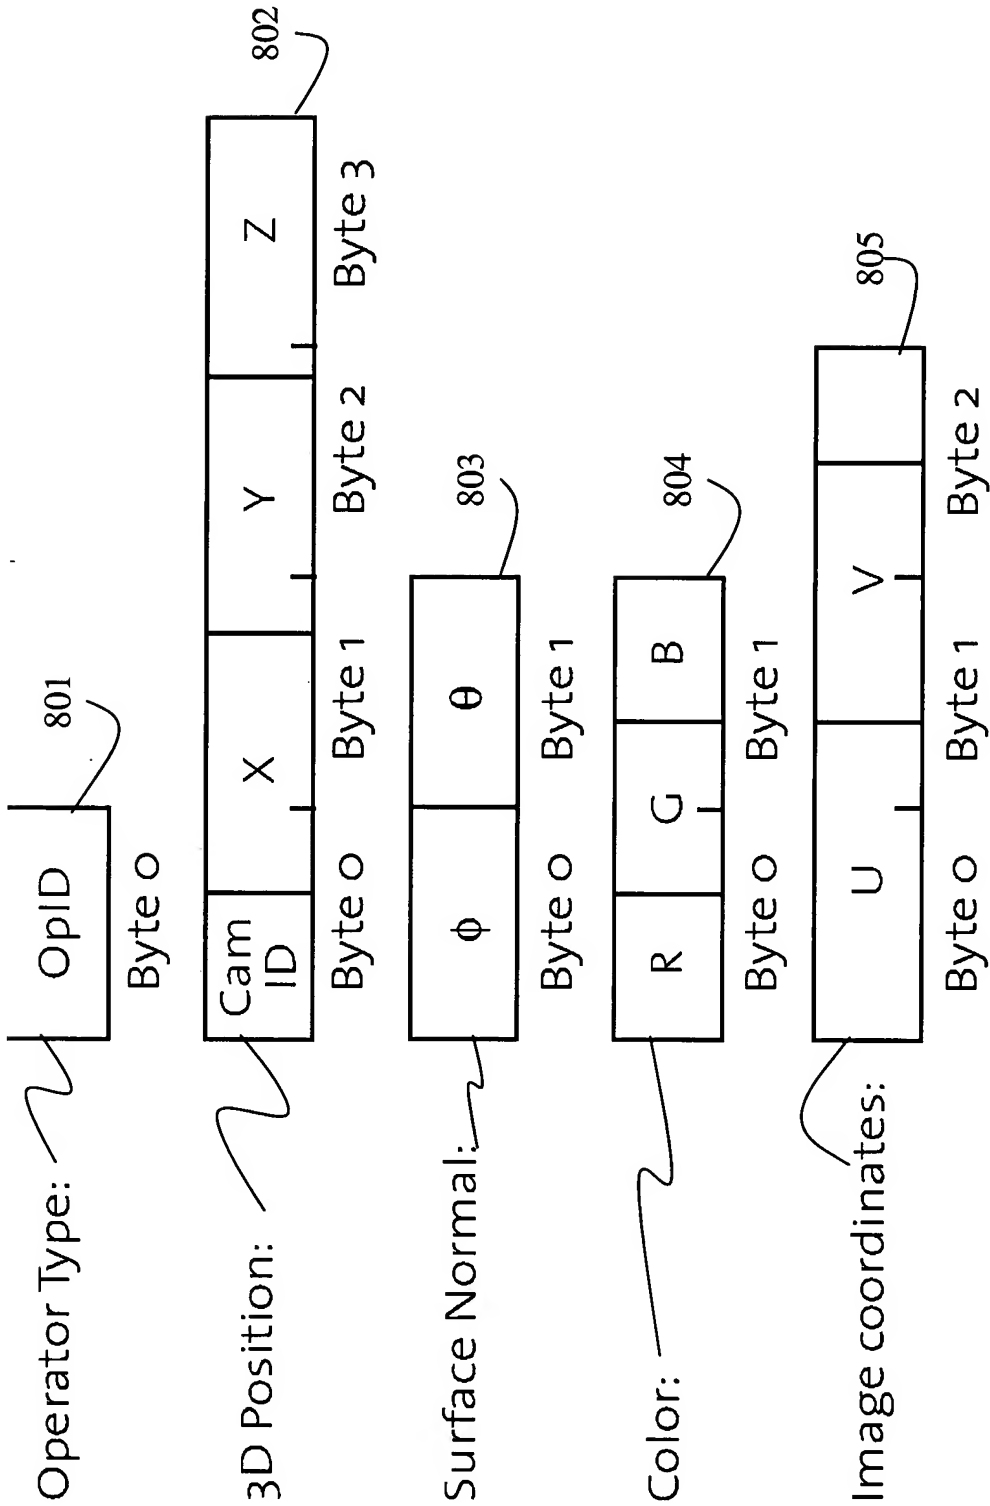 Operator Type:
OpID
801
Byte 0
3D Position:
Cam
ID
X
Y
Z
802
Byte 0
Byte 1
Byte 2
Byte 3
Surface Normal:
ϕ
θ
803
Byte 0
Byte 1
Color:
R
G
B
804
Byte 0
Byte 1
Image coordinates:
U
V
805
Byte 0
Byte 1
Byte 2